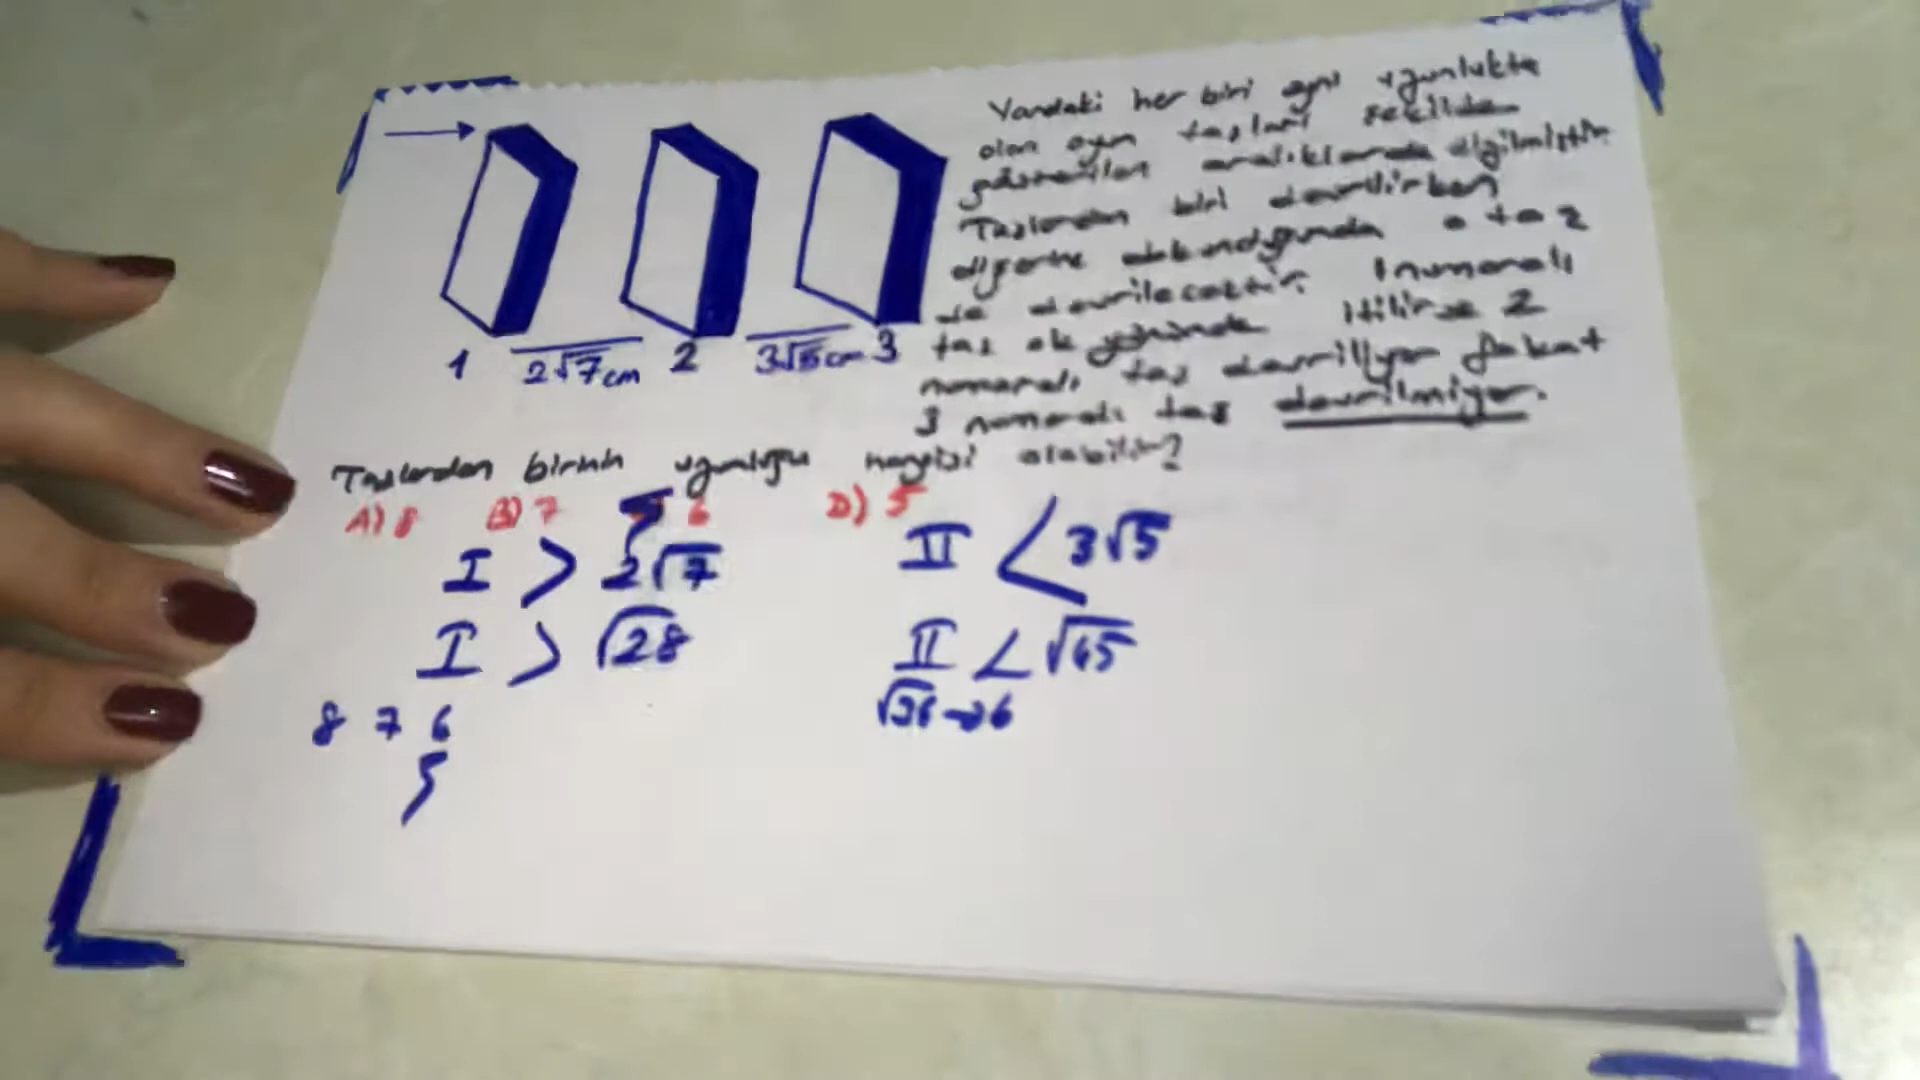 Yandaki her biri aynı uzunlukta
olan oyun taşları şekilde
gösterilen aralıklarda dizilmiştir.
Taşlardan biri devrilirken
diğerine dokunduğunda o da
de devrilecektir. 1 numaralı
taş ok yönünde itilirse 2
numaralı taş devriliyor fakat
3 numaralı taş devrilmiyor.
1 2√7 cm 2 3√5 cm 3
Taşlardan birinin uzunluğu hangisi olabilir?
A) 8 B) 7 6 D) 5
I > 2√7 II < 3√5
I > √28 II < √45
8 7 6 √36 → 6